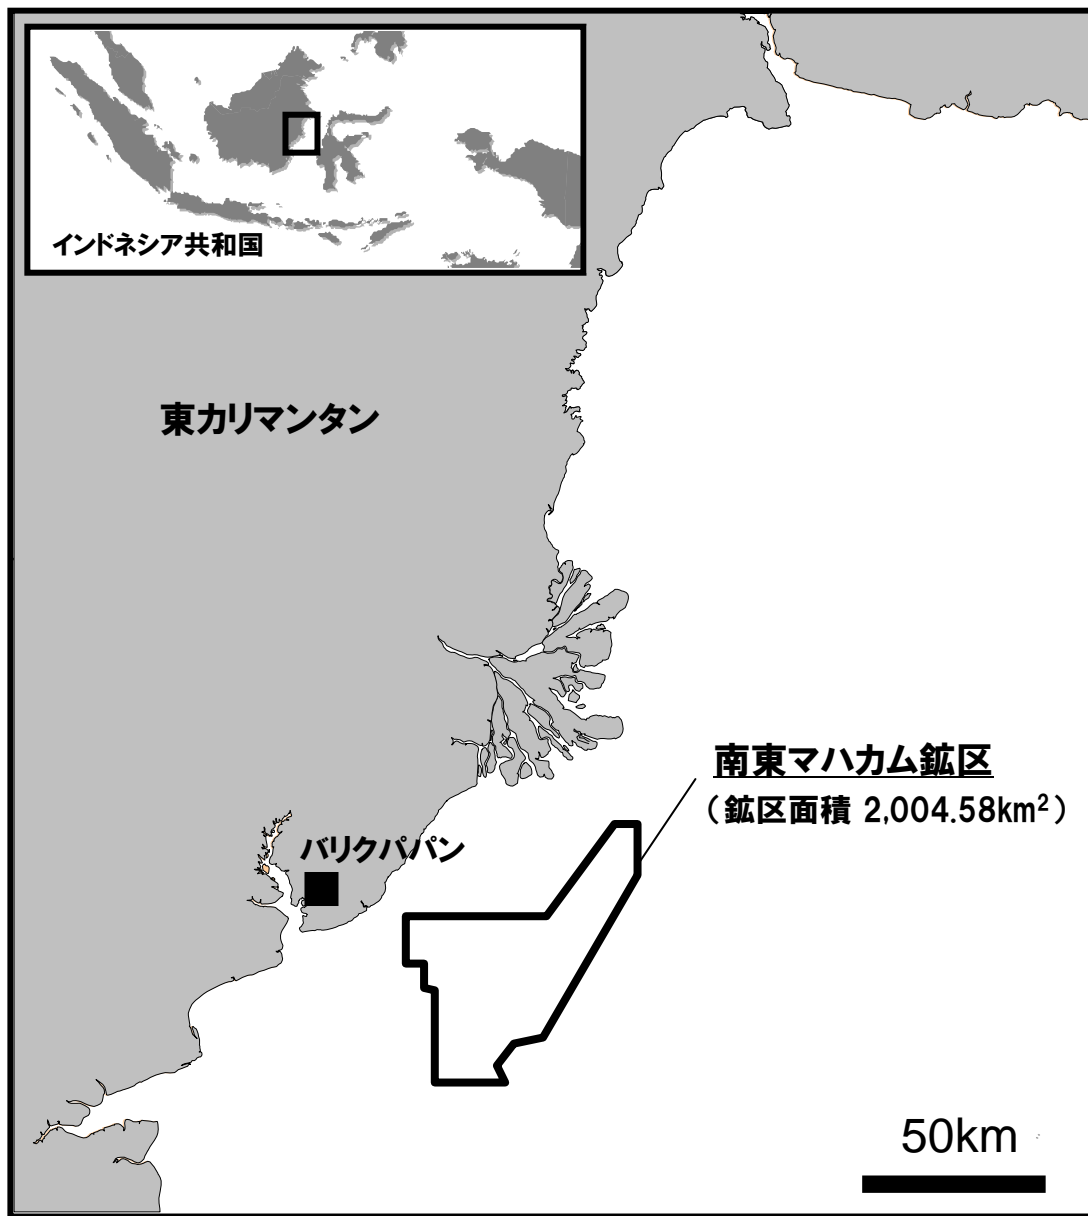 インドネシア共和国
東カリマンタン
南東マハカム鉱区
（鉱区面積 2,004.58km²）
バリクパパン
50km